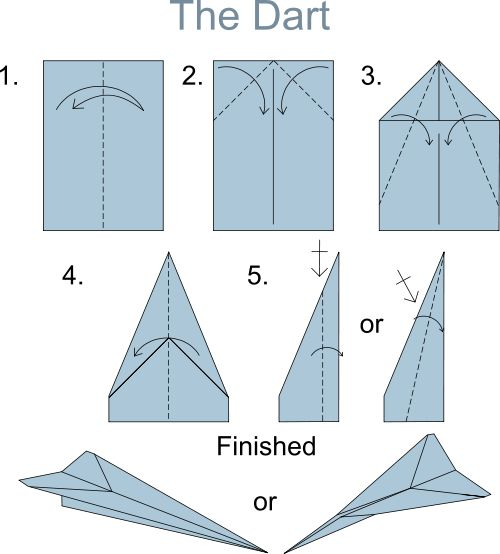 The Dart
1. 2. 3.
4. 5. or
Finished
or